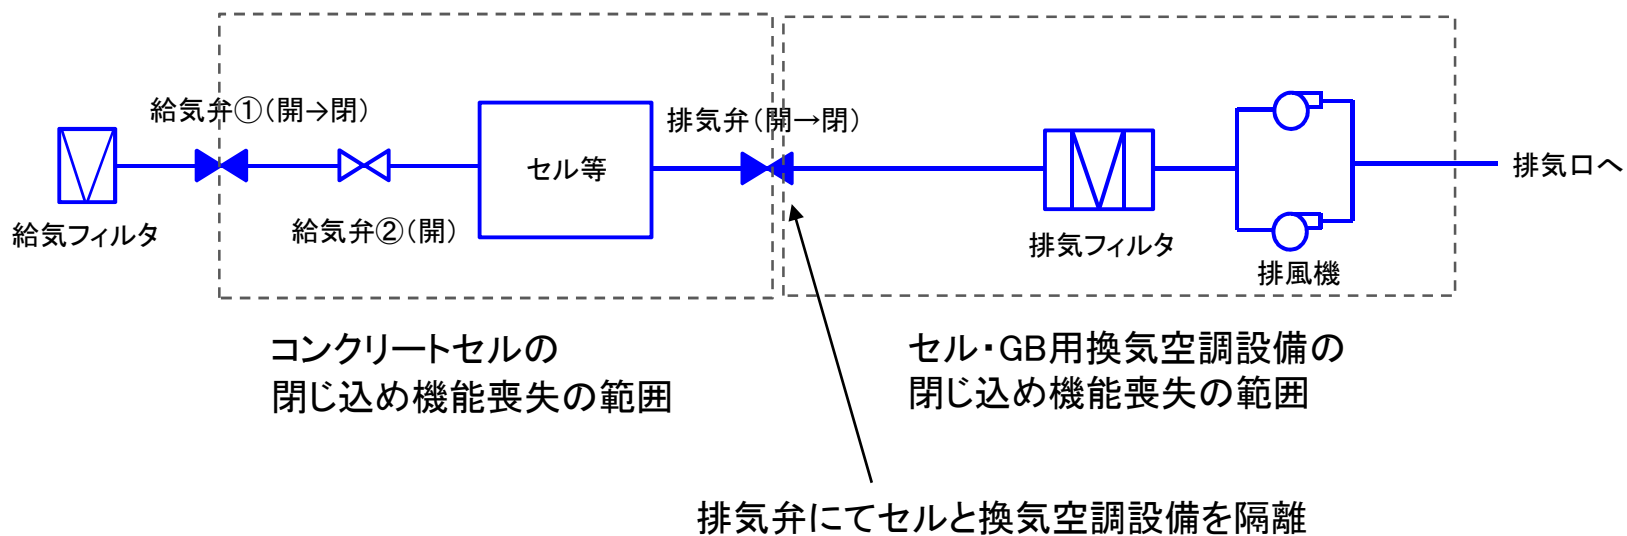 給気弁①(開→閉)
排気弁(開→閉)
セル等
排気口へ
給気フィルタ
給気弁②(開)
排気フィルタ
排風機
コンクリートセルの
閉じ込め機能喪失の範囲
セル・GB用換気空調設備の
閉じ込め機能喪失の範囲
排気弁にてセルと換気空調設備を隔離